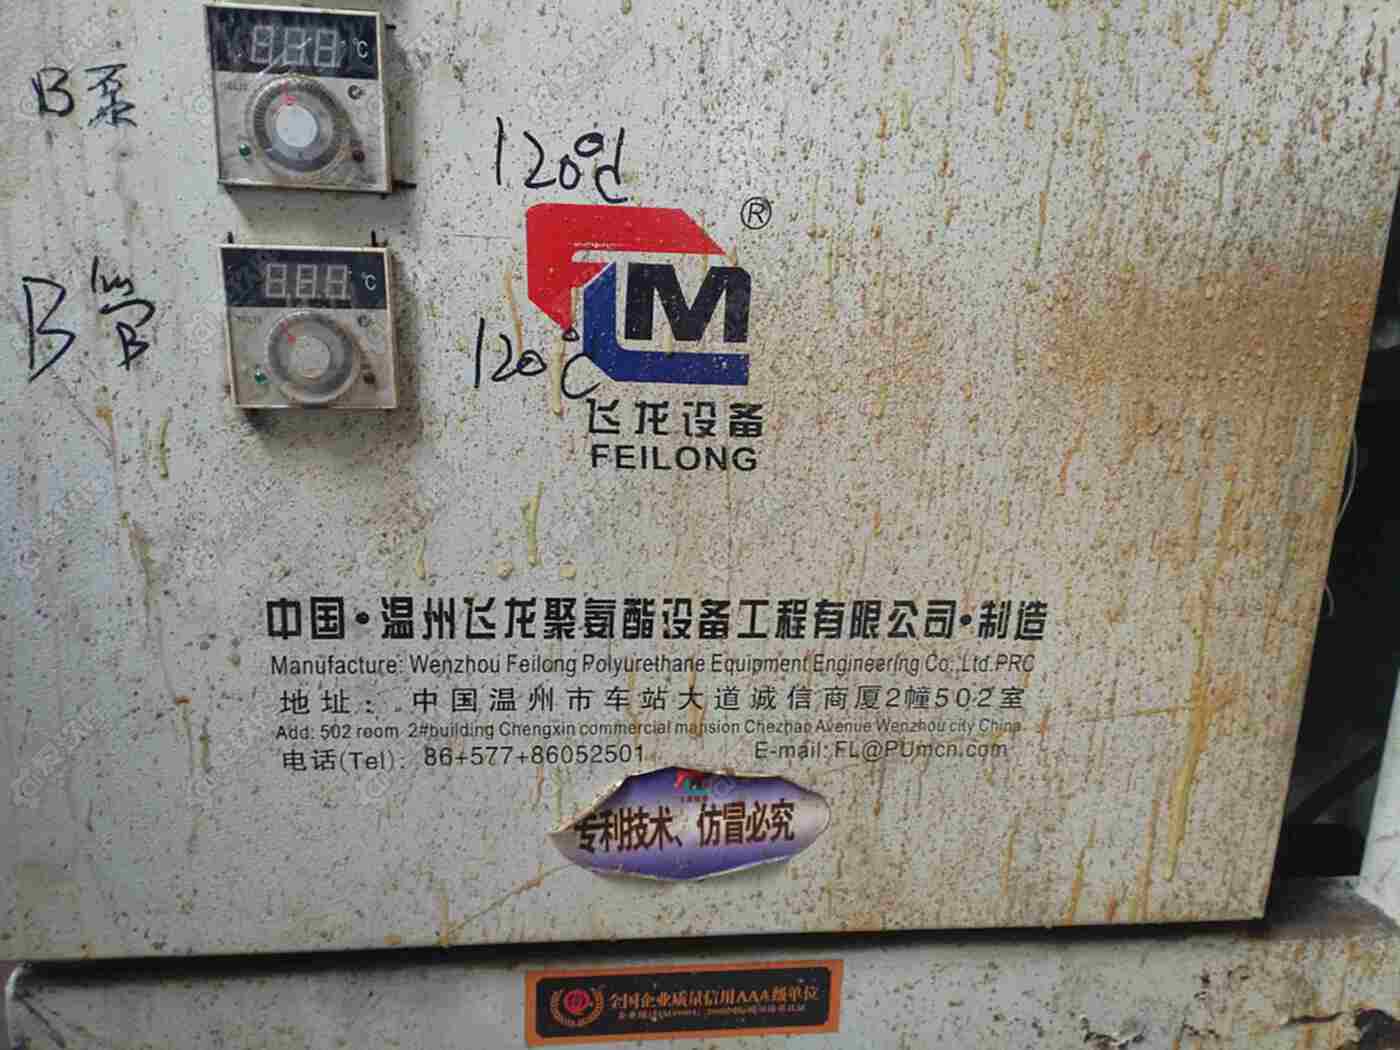 ℃
B泵
120℃
®
B管
B
℃
M
120℃
飞龙设备
FEILONG
中国·温州飞龙聚氨酯设备工程有限公司·制造
Manufacture: Wenzhou Feilong Polyurethane Equipment Engineering Co.,Ltd.PRC
地址：中国温州市车站大道诚信商厦2幢502室
Add: 502 room 2#building Chengxin commercial mansion Chezhao Avenue Wenzhou city China
电话(Tel): 86+577+86052501 E-mail: FL@PUmcn.com
专利技术、仿冒必究
全国企业质量信用AAA级单位